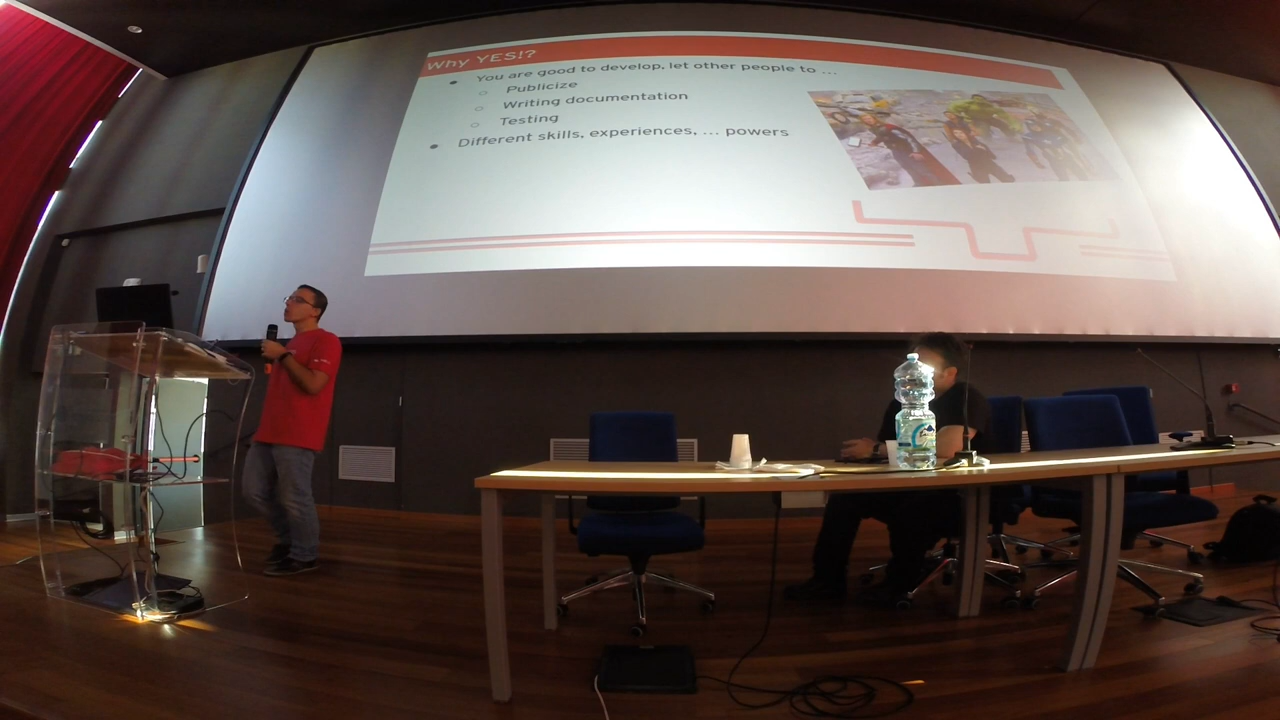 Why YES!?
● You are good to develop, let other people to ...
○ Publicize
○ Writing documentation
○ Testing
● Different skills, experiences, ... powers